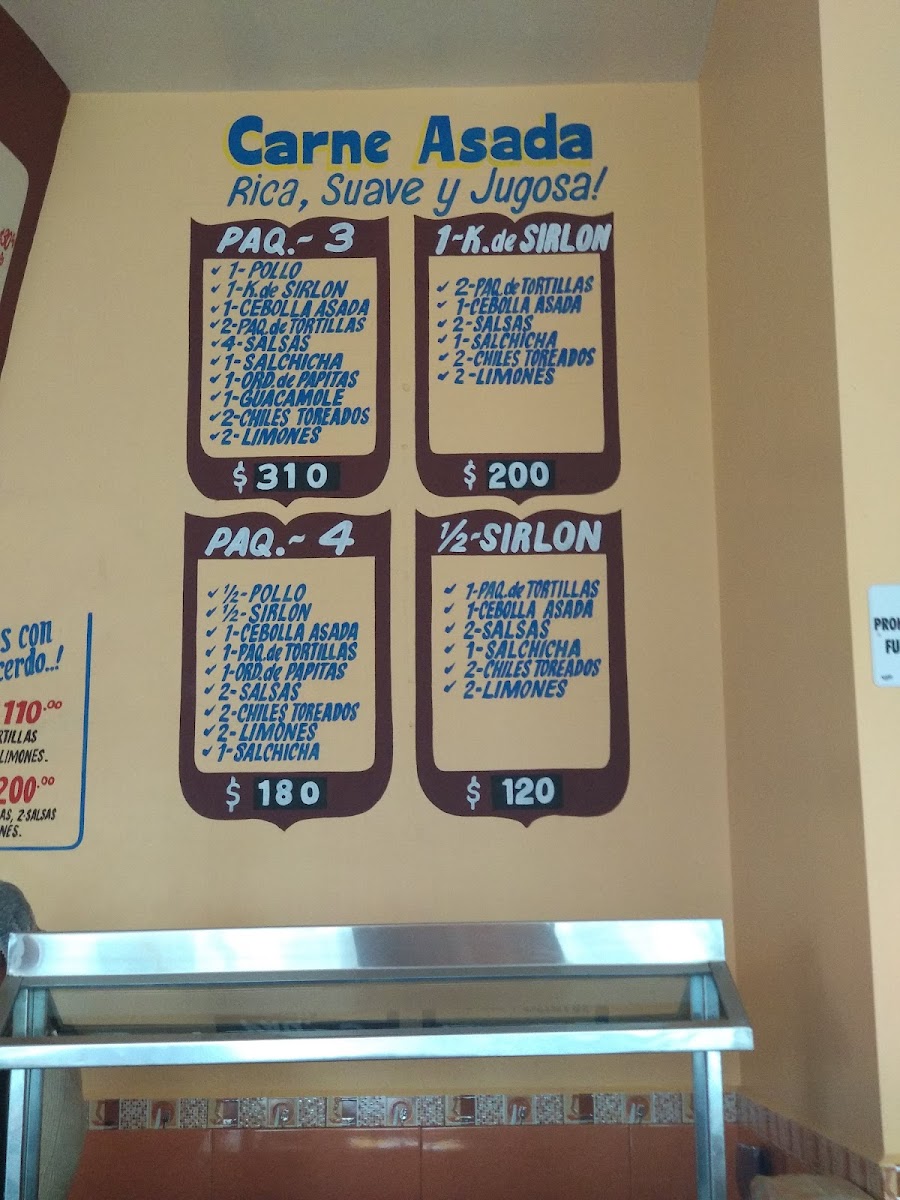 Carne Asada
Rica, Suave y Jugosa!
PAQ.~ 3
1-POLLO
1-K.de SIRLON
1-CEBOLLA ASADA
2-PAQ.de TORTILLAS
4-SALSAS
1-SALCHICHA
1-ORD.de PAPITAS
1-GUACAMOLE
2-CHILES TOREADOS
2-LIMONES
$ 310
1-K.de SIRLON
2-PAQ.de TORTILLAS
1-CEBOLLA ASADA
2-SALSAS
1-SALCHICHA
2-CHILES TOREADOS
2-LIMONES
$ 200
PAQ.~ 4
1/2-POLLO
1/2-SIRLON
1-CEBOLLA ASADA
1-PAQ.de TORTILLAS
1-ORD.de PAPITAS
2-SALSAS
2-CHILES TOREADOS
2-LIMONES
1-SALCHICHA
$ 180
1/2-SIRLON
1-PAQ.de TORTILLAS
1-CEBOLLA ASADA
2-SALSAS
1-SALCHICHA
2-CHILES TOREADOS
2-LIMONES
$ 120
s con
cerdo..!
110.00
RTILLAS
LIMONES.
200.00
AS, 2-SALSAS
NES.
PROH
FU